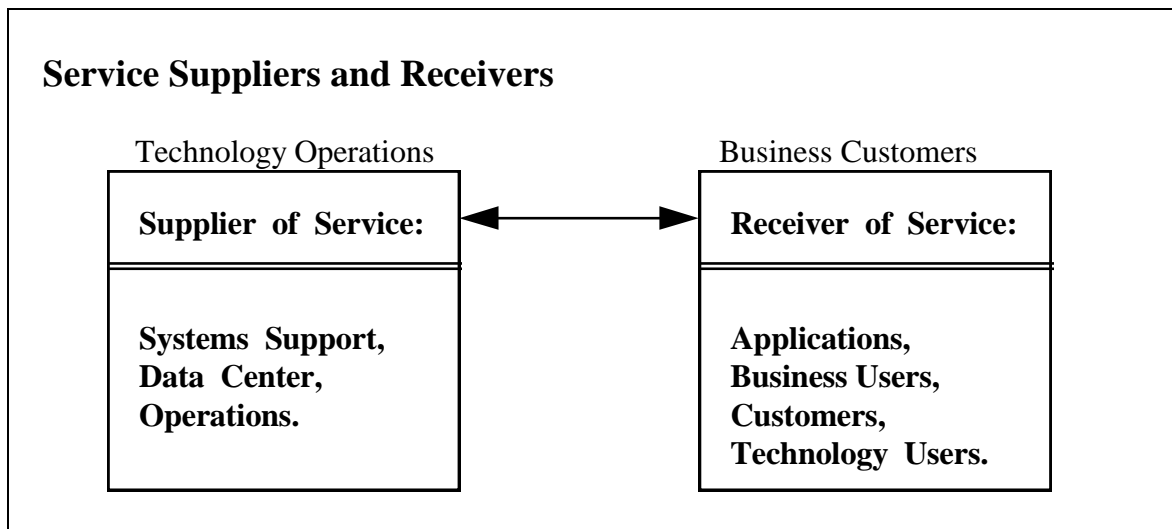 Service Suppliers and Receivers
Technology Operations
Supplier of Service:
Systems Support,
Data Center,
Operations.
Business Customers
Receiver of Service:
Applications,
Business Users,
Customers,
Technology Users.